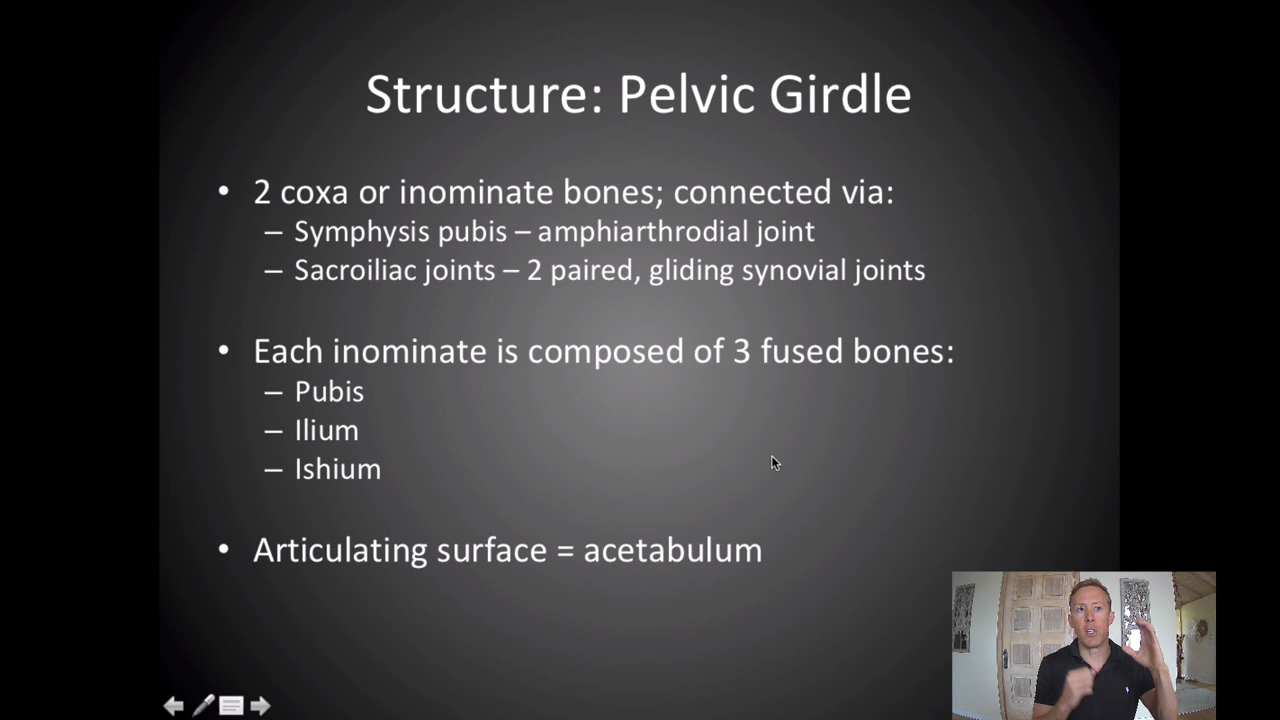 Structure: Pelvic Girdle
• 2 coxa or inominate bones; connected via:
– Symphysis pubis – amphiarthrodial joint
– Sacroiliac joints – 2 paired, gliding synovial joints
• Each inominate is composed of 3 fused bones:
– Pubis
– Ilium
– Ishium
• Articulating surface = acetabulum